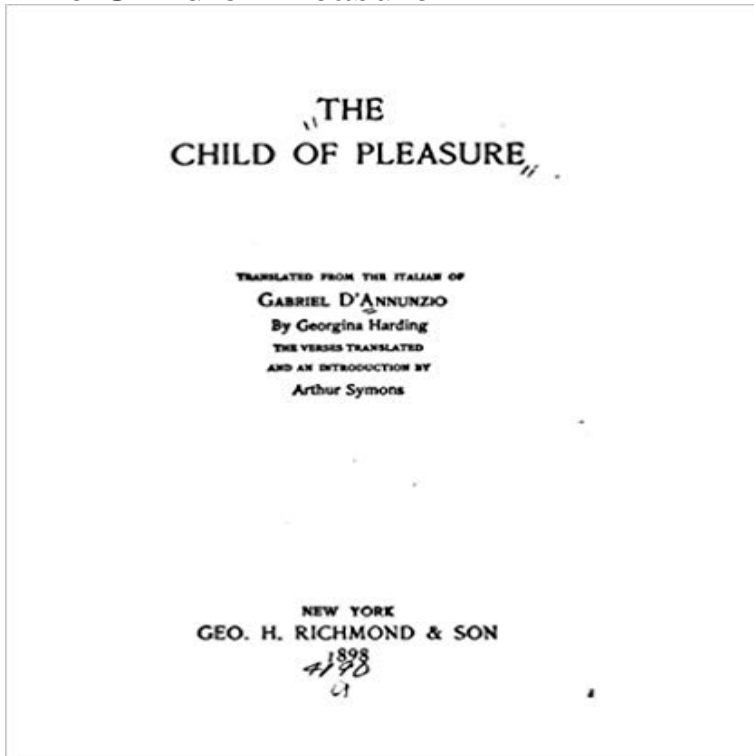 THE
CHILD OF PLEASURE
TRANSLATED FROM THE ITALIAN OF
GABRIEL D'ANNUNZIO
By Georgina Harding
THE VERSES TRANSLATED
AND AN INTRODUCTION BY
Arthur Symons
NEW YORK
GEO. H. RICHMOND & SON
1898